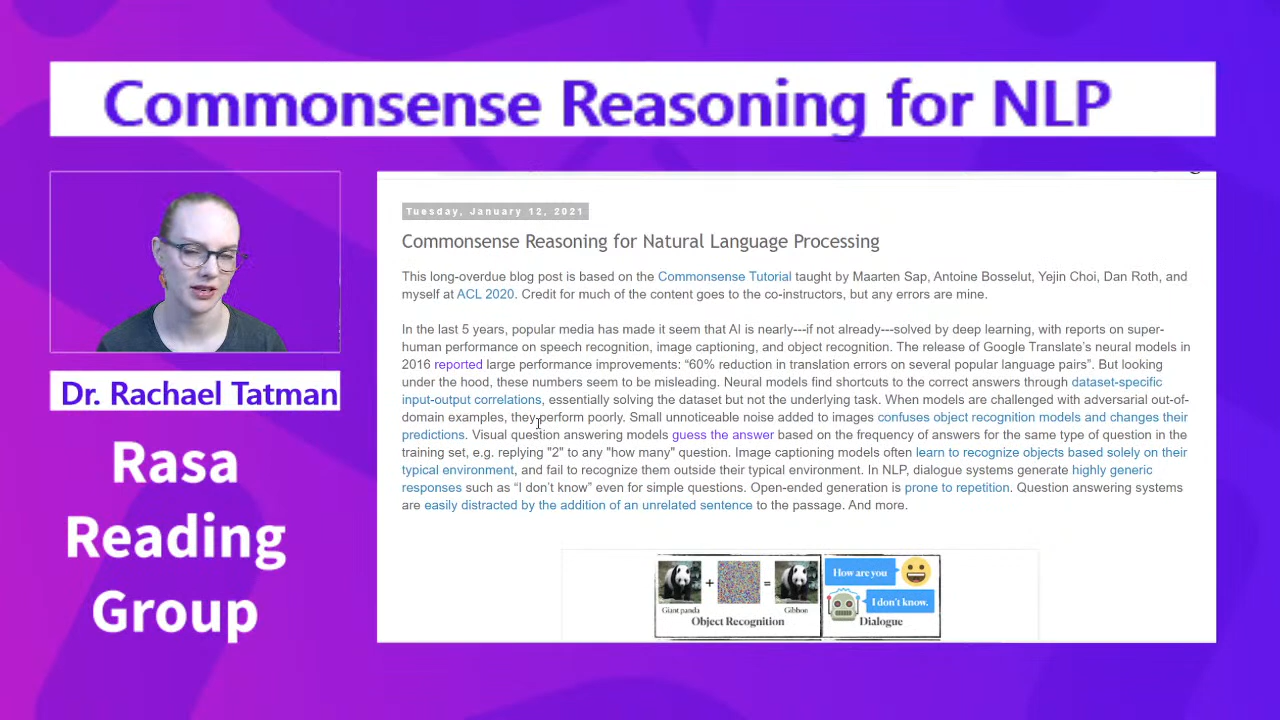 Commonsense Reasoning for NLP
Dr. Rachael Tatman
Rasa
Reading
Group
Tuesday, January 12, 2021
Commonsense Reasoning for Natural Language Processing
This long-overdue blog post is based on the Commonsense Tutorial taught by Maarten Sap, Antoine Bosselut, Yejin Choi, Dan Roth, and
myself at ACL 2020. Credit for much of the content goes to the co-instructors, but any errors are mine.
In the last 5 years, popular media has made it seem that AI is nearly---if not already---solved by deep learning, with reports on super-
human performance on speech recognition, image captioning, and object recognition. The release of Google Translate's neural models in
2016 reported large performance improvements: “60% reduction in translation errors on several popular language pairs”. But looking
under the hood, these numbers seem to be misleading. Neural models find shortcuts to the correct answers through dataset-specific
input-output correlations, essentially solving the dataset but not the underlying task. When models are challenged with adversarial out-of-
domain examples, they perform poorly. Small unnoticeable noise added to images confuses object recognition models and changes their
predictions. Visual question answering models guess the answer based on the frequency of answers for the same type of question in the
training set, e.g. replying "2" to any "how many" question. Image captioning models often learn to recognize objects based solely on their
typical environment, and fail to recognize them outside their typical environment. In NLP, dialogue systems generate highly generic
responses such as “I don't know” even for simple questions. Open-ended generation is prone to repetition. Question answering systems
are easily distracted by the addition of an unrelated sentence to the passage. And more.
+ =
Giant panda Gibbon
Object Recognition
How are you
I don't know.
Dialogue